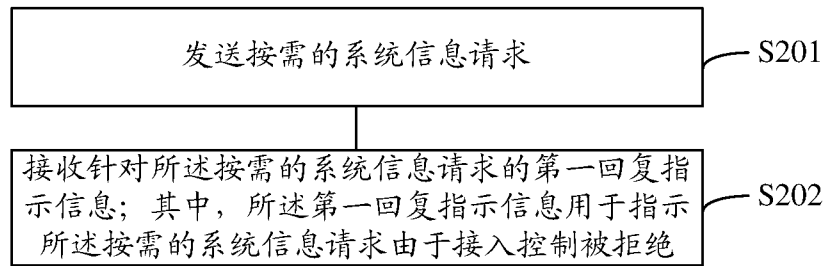 发送按需的系统信息请求
S201
接收针对所述按需的系统信息请求的第一回复指
示信息；其中，所述第一回复指示信息用于指示
所述按需的系统信息请求由于接入控制被拒绝
S202